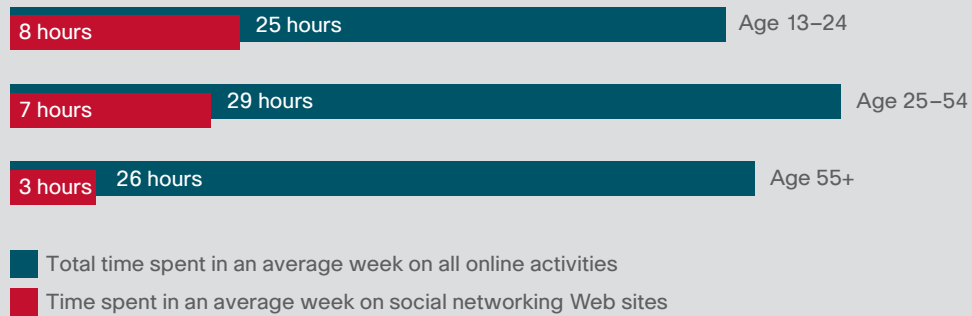 8 hours 25 hours Age 13–24
7 hours 29 hours Age 25–54
3 hours 26 hours Age 55+
Total time spent in an average week on all online activities
Time spent in an average week on social networking Web sites